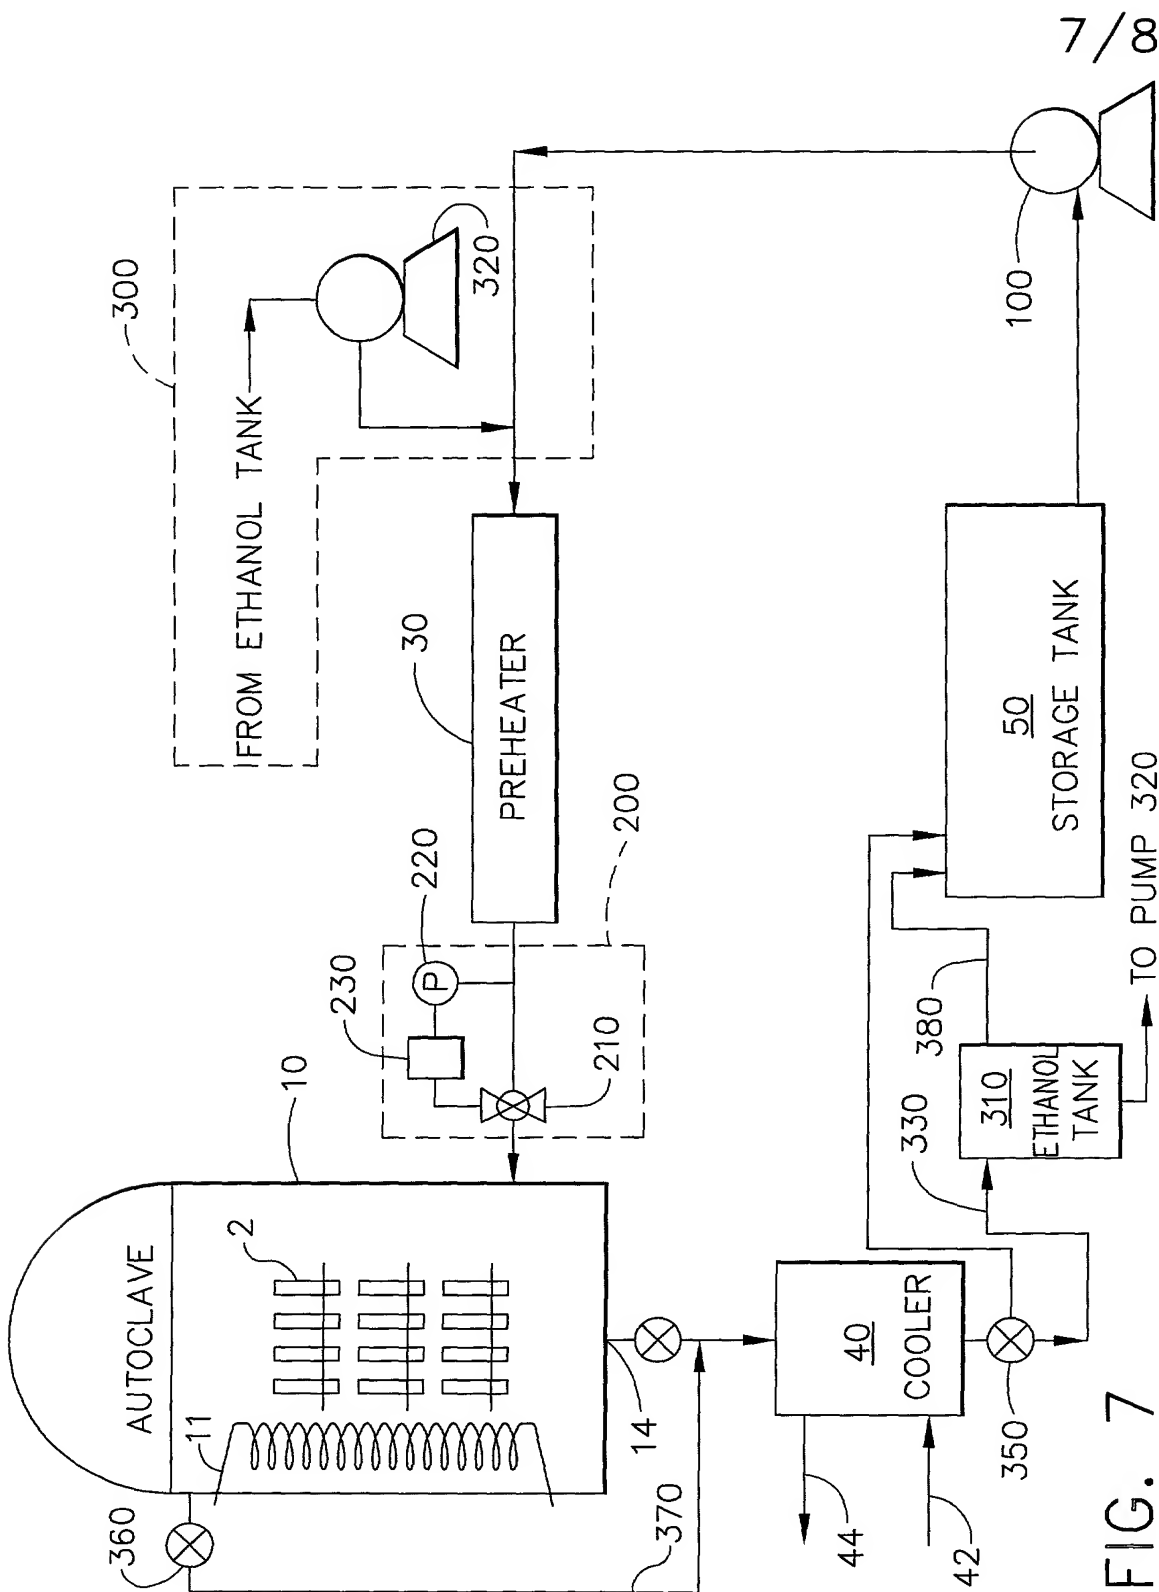 7/8
300
FROM ETHANOL TANK
320
100
30
PREHEATER
200
220
P
230
210
10
AUTOCLAVE
2
11
14
360
370
50
STORAGE TANK
TO PUMP 320
380
310
ETHANOL
TANK
330
40
COOLER
350
44
42
FIG. 7